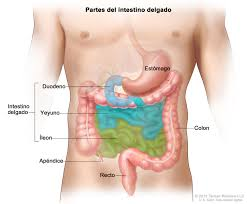 Partes del intestino delgado
Estómago
Duodeno
Intestino
delgado
Yeyuno
Colon
Íleon
Apéndice
Recto